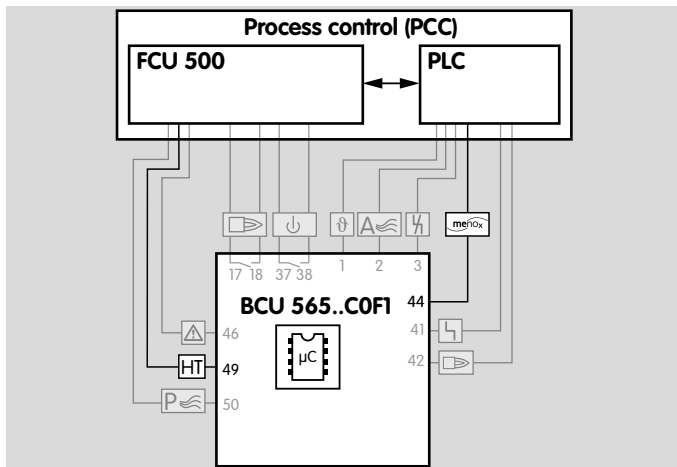 Process control (PCC)
FCU 500
PLC
ϑ
A
menox
17 18
37 38
1
2
3
BCU 565..C0F1
44
46
41
µC
HT
49
42
P
50